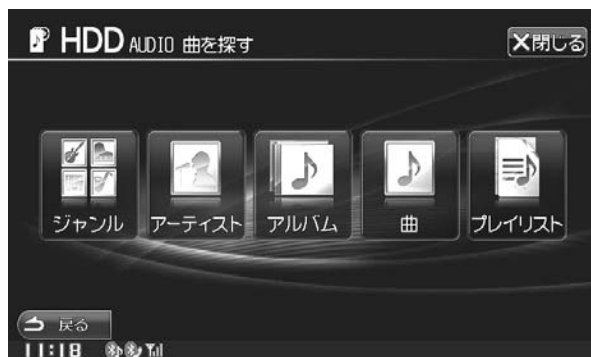 HDD AUDIO 曲を探す
×閉じる
ジャンル
アーティスト
アルバム
曲
プレイリスト
戻る
11:18